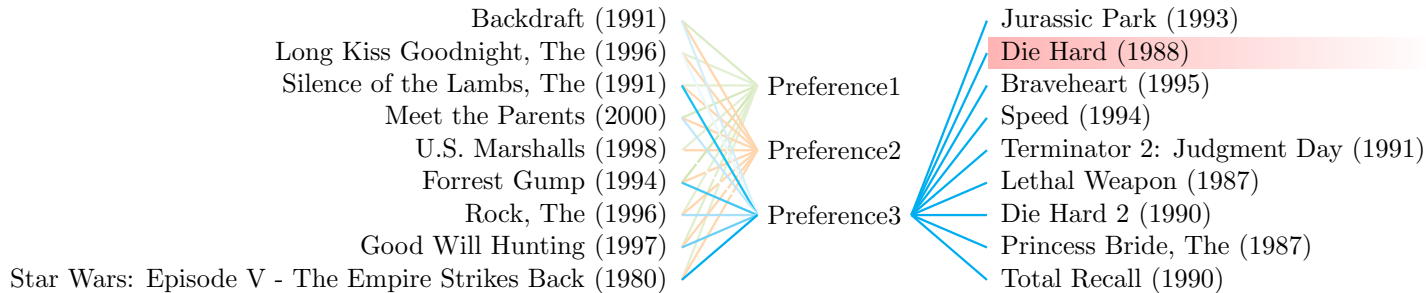 Backdraft (1991)
Long Kiss Goodnight, The (1996)
Silence of the Lambs, The (1991)
Meet the Parents (2000)
U.S. Marshalls (1998)
Forrest Gump (1994)
Rock, The (1996)
Good Will Hunting (1997)
Star Wars: Episode V - The Empire Strikes Back (1980)
Preference1
Preference2
Preference3
Jurassic Park (1993)
Die Hard (1988)
Braveheart (1995)
Speed (1994)
Terminator 2: Judgment Day (1991)
Lethal Weapon (1987)
Die Hard 2 (1990)
Princess Bride, The (1987)
Total Recall (1990)